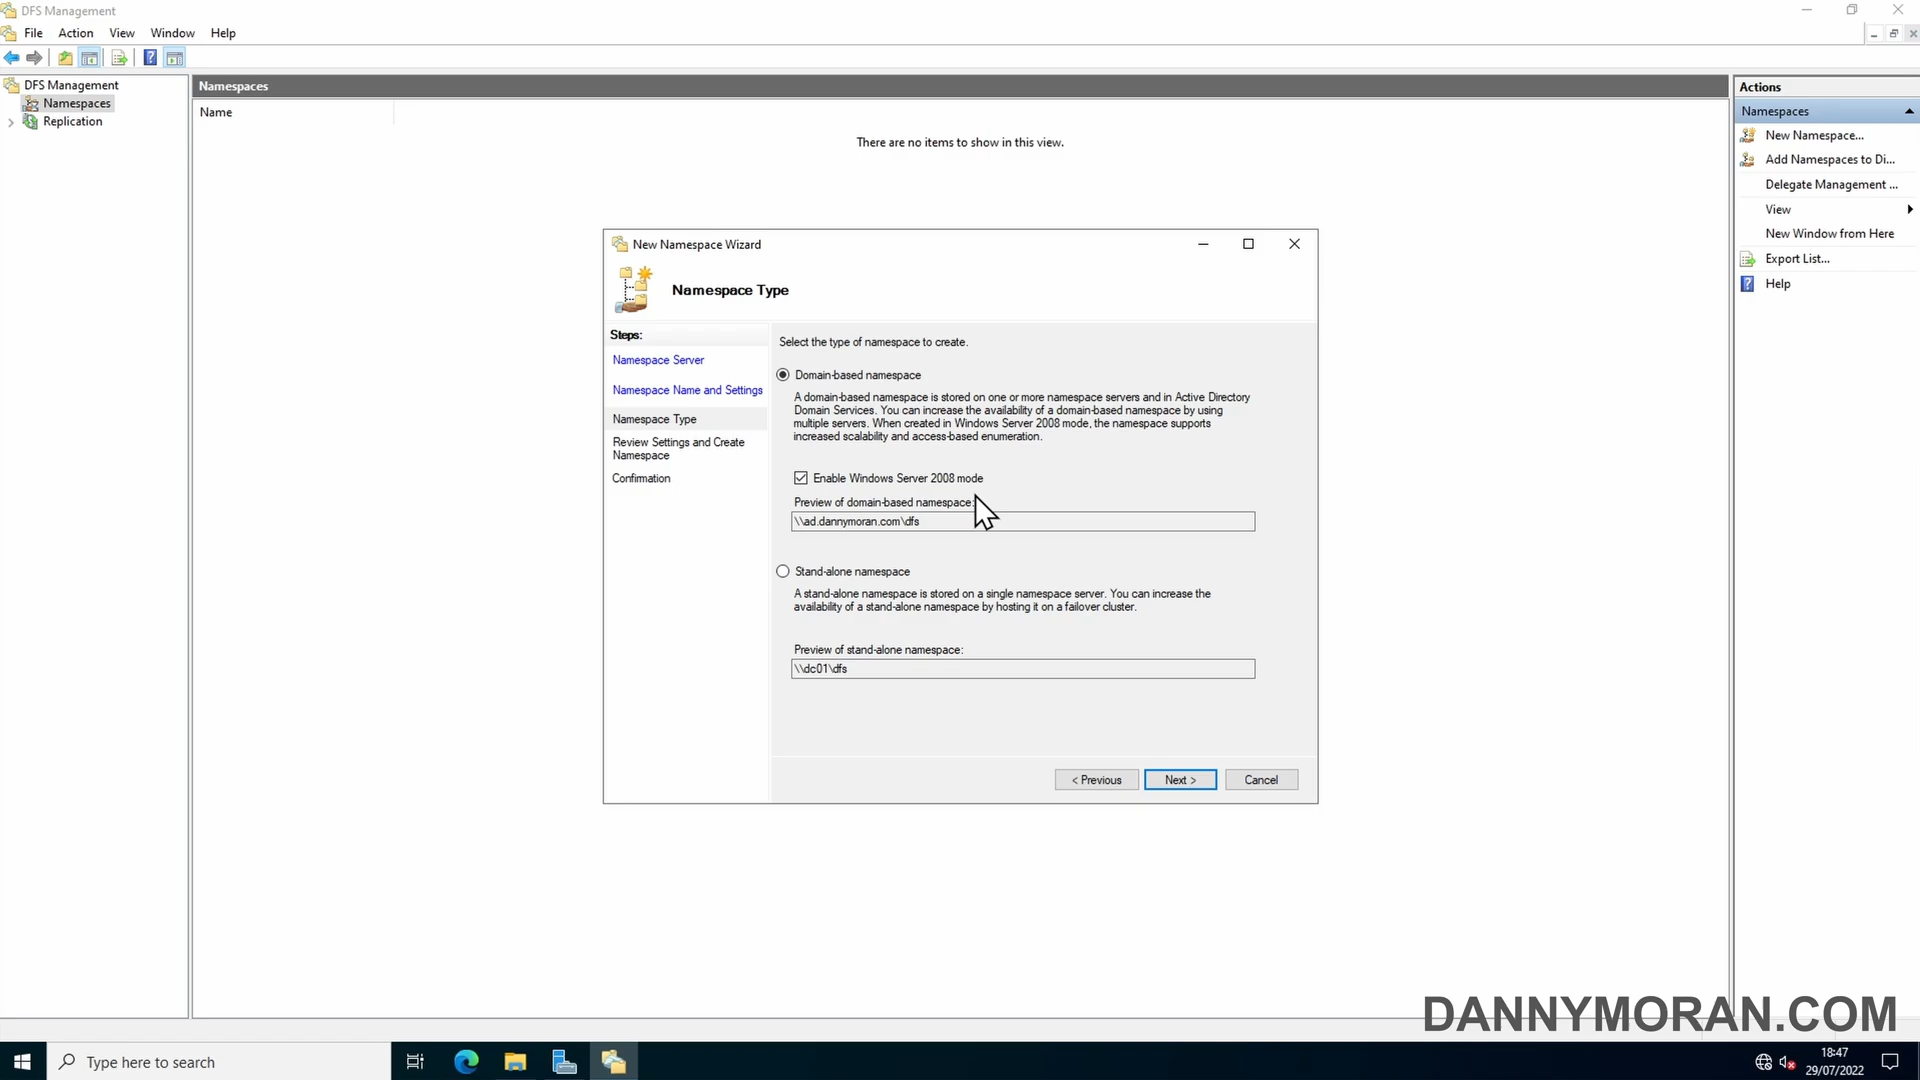 DFS Management
File Action View Window Help
DFS Management
Namespaces
Replication
Namespaces
Name
There are no items to show in this view.
Actions
Namespaces
New Namespace...
Add Namespaces to Di...
Delegate Management ...
View
New Window from Here
Export List...
Help
New Namespace Wizard
Namespace Type
Steps:
Namespace Server
Namespace Name and Settings
Namespace Type
Review Settings and Create
Namespace
Confirmation
Select the type of namespace to create.
Domain-based namespace
A domain-based namespace is stored on one or more namespace servers and in Active Directory
Domain Services. You can increase the availability of a domain-based namespace by using
multiple servers. When created in Windows Server 2008 mode, the namespace supports
increased scalability and access-based enumeration.
Enable Windows Server 2008 mode
Preview of domain-based namespace:
\\ad.dannymoran.com\dfs
Stand-alone namespace
A stand-alone namespace is stored on a single namespace server. You can increase the
availability of a stand-alone namespace by hosting it on a failover cluster.
Preview of stand-alone namespace:
\\dc01\dfs
< Previous Next > Cancel
DANNYMORAN.COM
Type here to search
18:47
29/07/2022